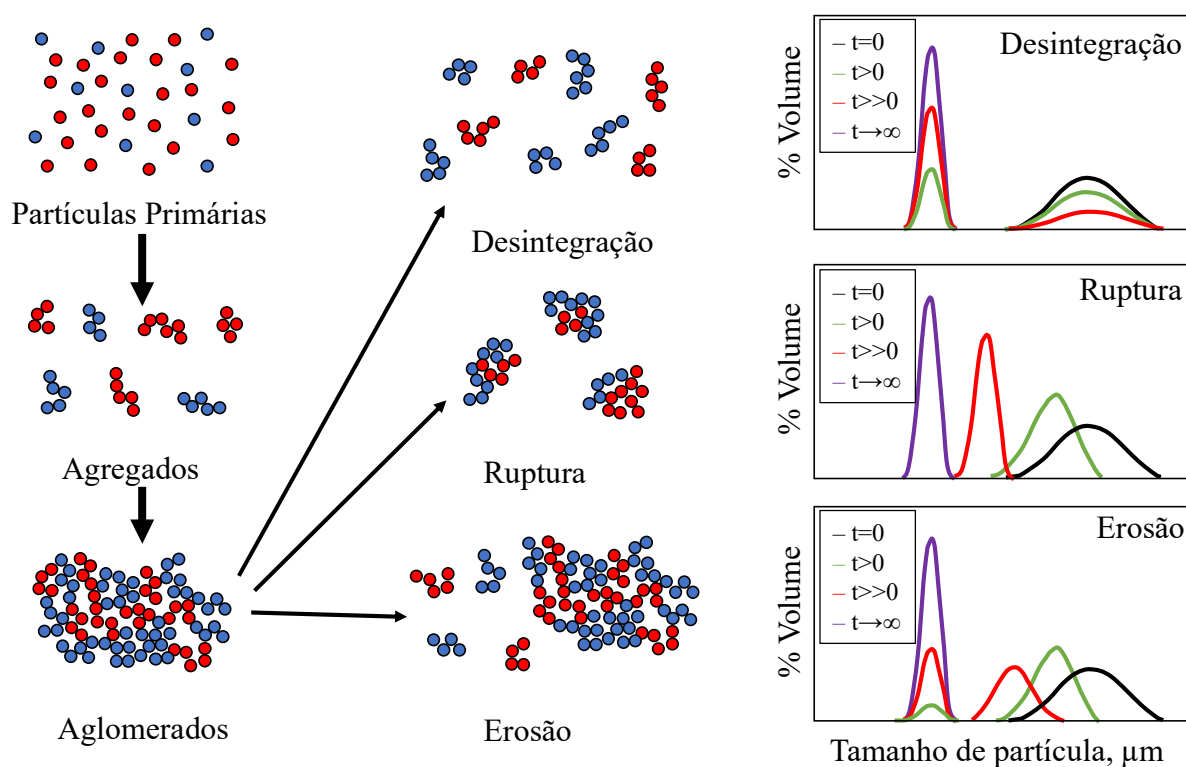 Partículas Primárias
Agregados
Aglomerados
Desintegração
Ruptura
Erosão
% Volume
– t=0
– t>0
– t>>0
– t→∞
Desintegração
% Volume
– t=0
– t>0
– t>>0
– t→∞
Ruptura
% Volume
– t=0
– t>0
– t>>0
– t→∞
Erosão
Tamanho de partícula, µm